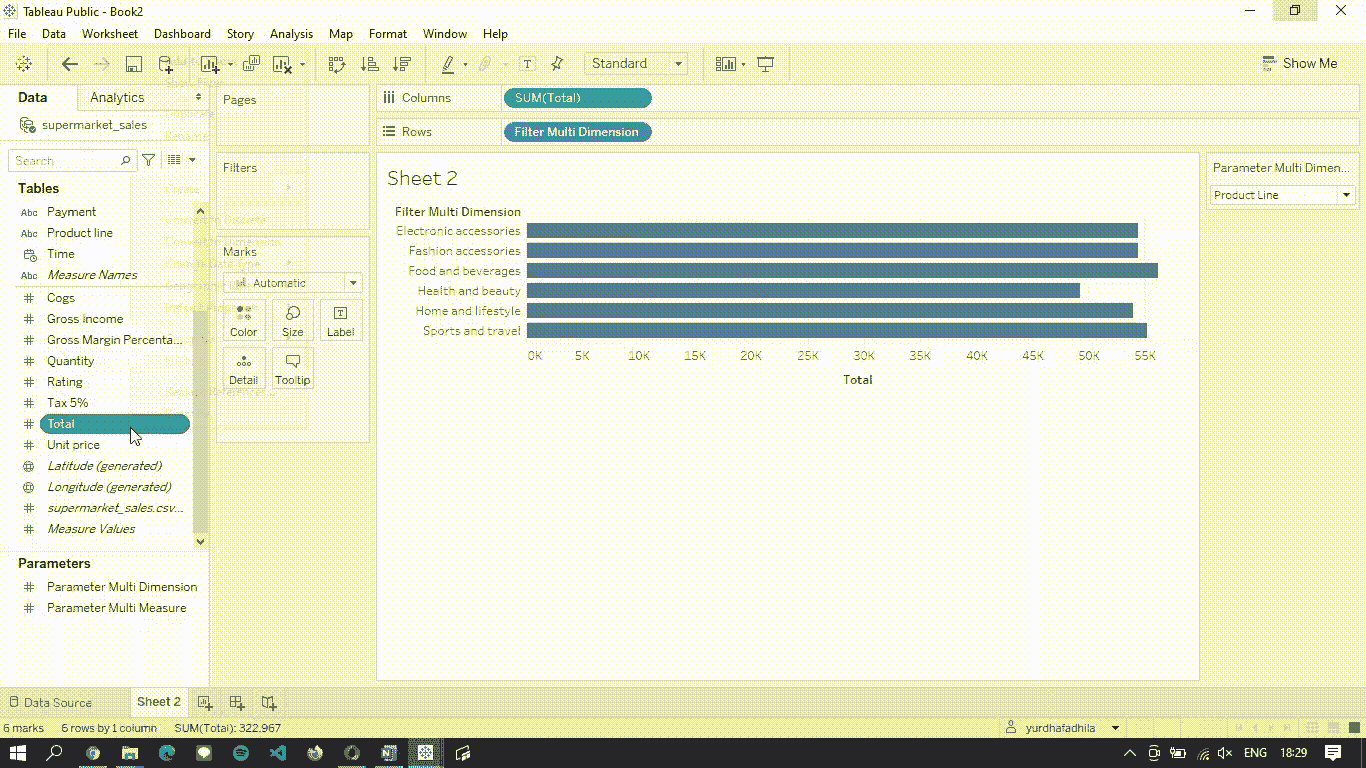 Tableau Public - Book2
File Data Worksheet Dashboard Story Analysis Map Format Window Help
Standard
Show Me
Data Analytics
supermarket_sales
Search
Tables
Abc Payment
Abc Product line
Time
Abc Measure Names
# Cogs
# Gross income
# Gross Margin Percenta...
# Quantity
# Rating
# Tax 5%
# Total
# Unit price
Latitude (generated)
Longitude (generated)
# supermarket_sales.csv...
# Measure Values
Parameters
# Parameter Multi Dimension
# Parameter Multi Measure
Pages
Filters
Marks
Automatic
Color Size Label
Detail Tooltip
Columns SUM(Total)
Rows Filter Multi Dimension
Sheet 2
Filter Multi Dimension
Electronic accessories
Fashion accessories
Food and beverages
Health and beauty
Home and lifestyle
Sports and travel
0K 5K 10K 15K 20K 25K 30K 35K 40K 45K 50K 55K
Total
Parameter Multi Dimen...
Product Line
Data Source Sheet 2
6 marks 6 rows by 1 column SUM(Total): 322.967
yurdhafadhila
ENG 18:29